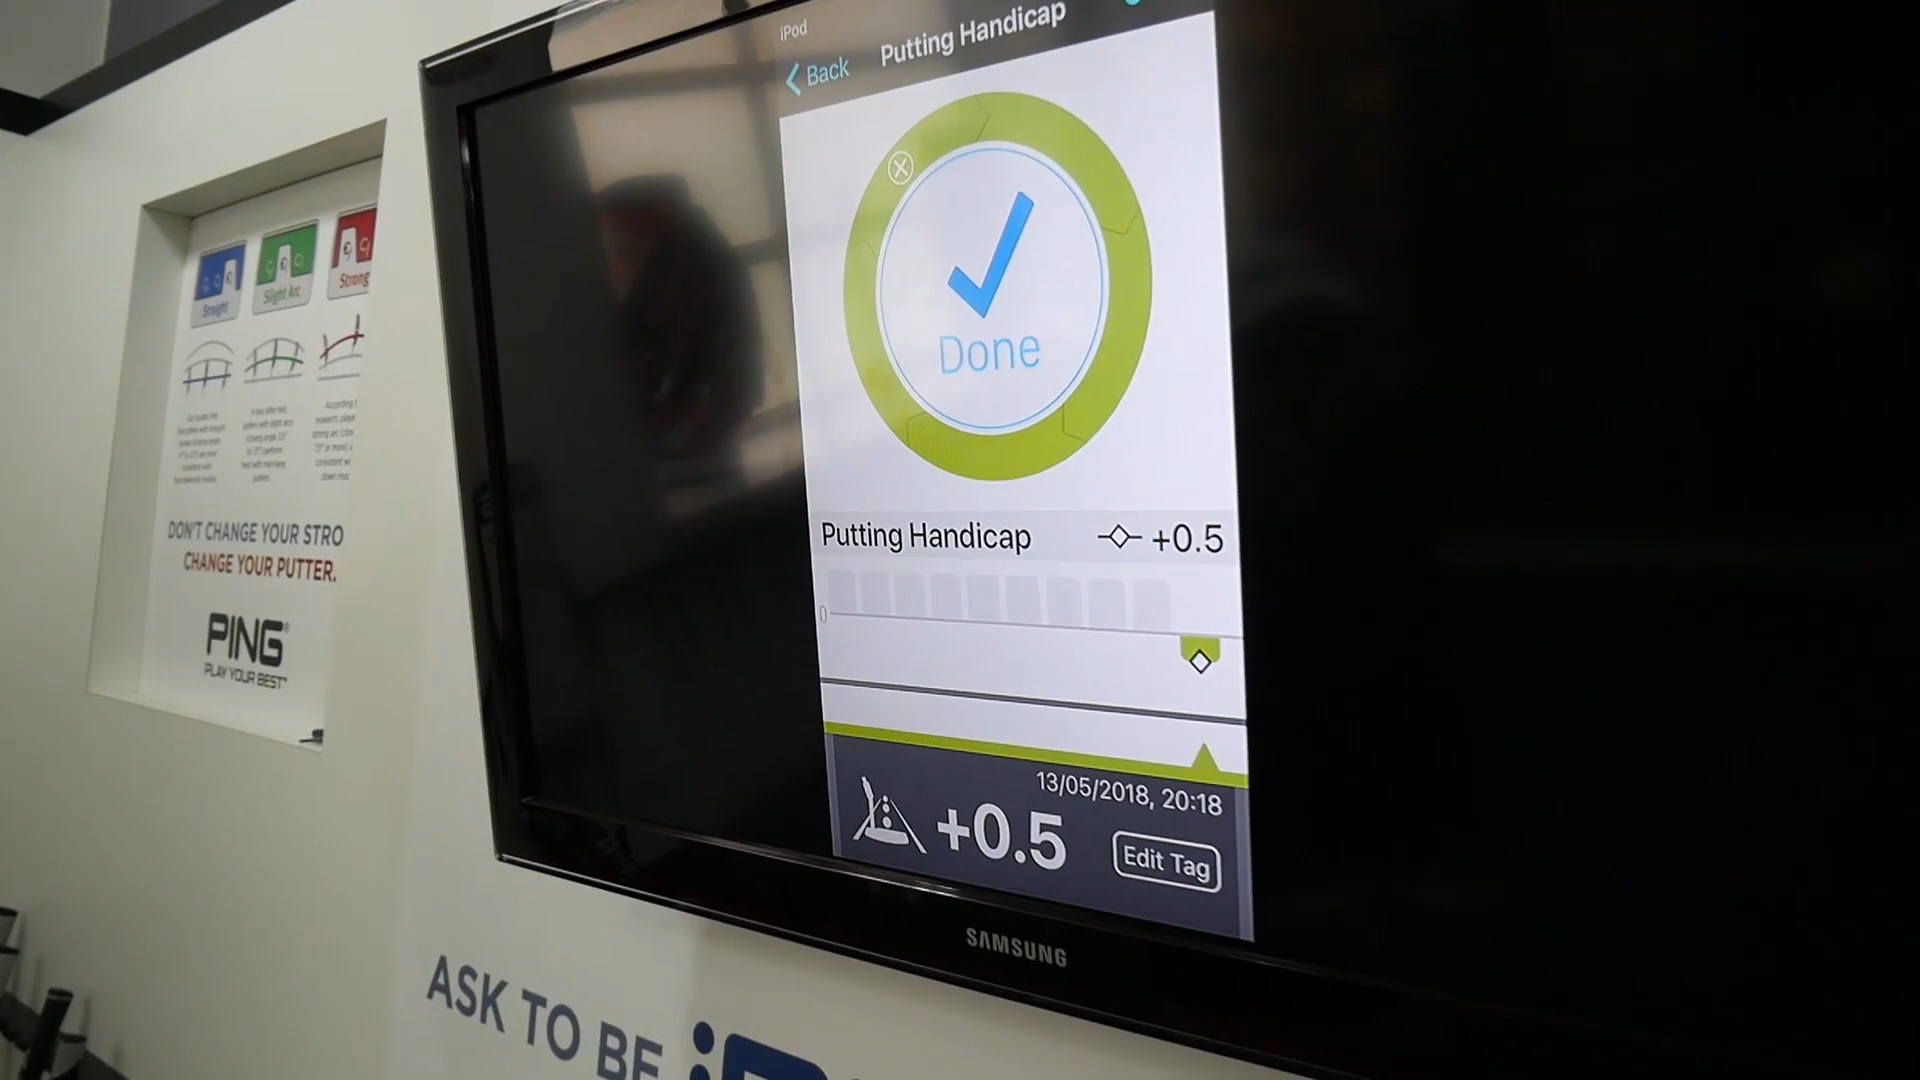 iPod
Back
Putting Handicap
Done
Putting Handicap
+0.5
0
13/05/2018, 20:18
+0.5
Edit Tag
SAMSUNG
Straight
Slight Arc
Strong
DON'T CHANGE YOUR STRO
CHANGE YOUR PUTTER.
PING
PLAY YOUR BEST
ASK TO BE